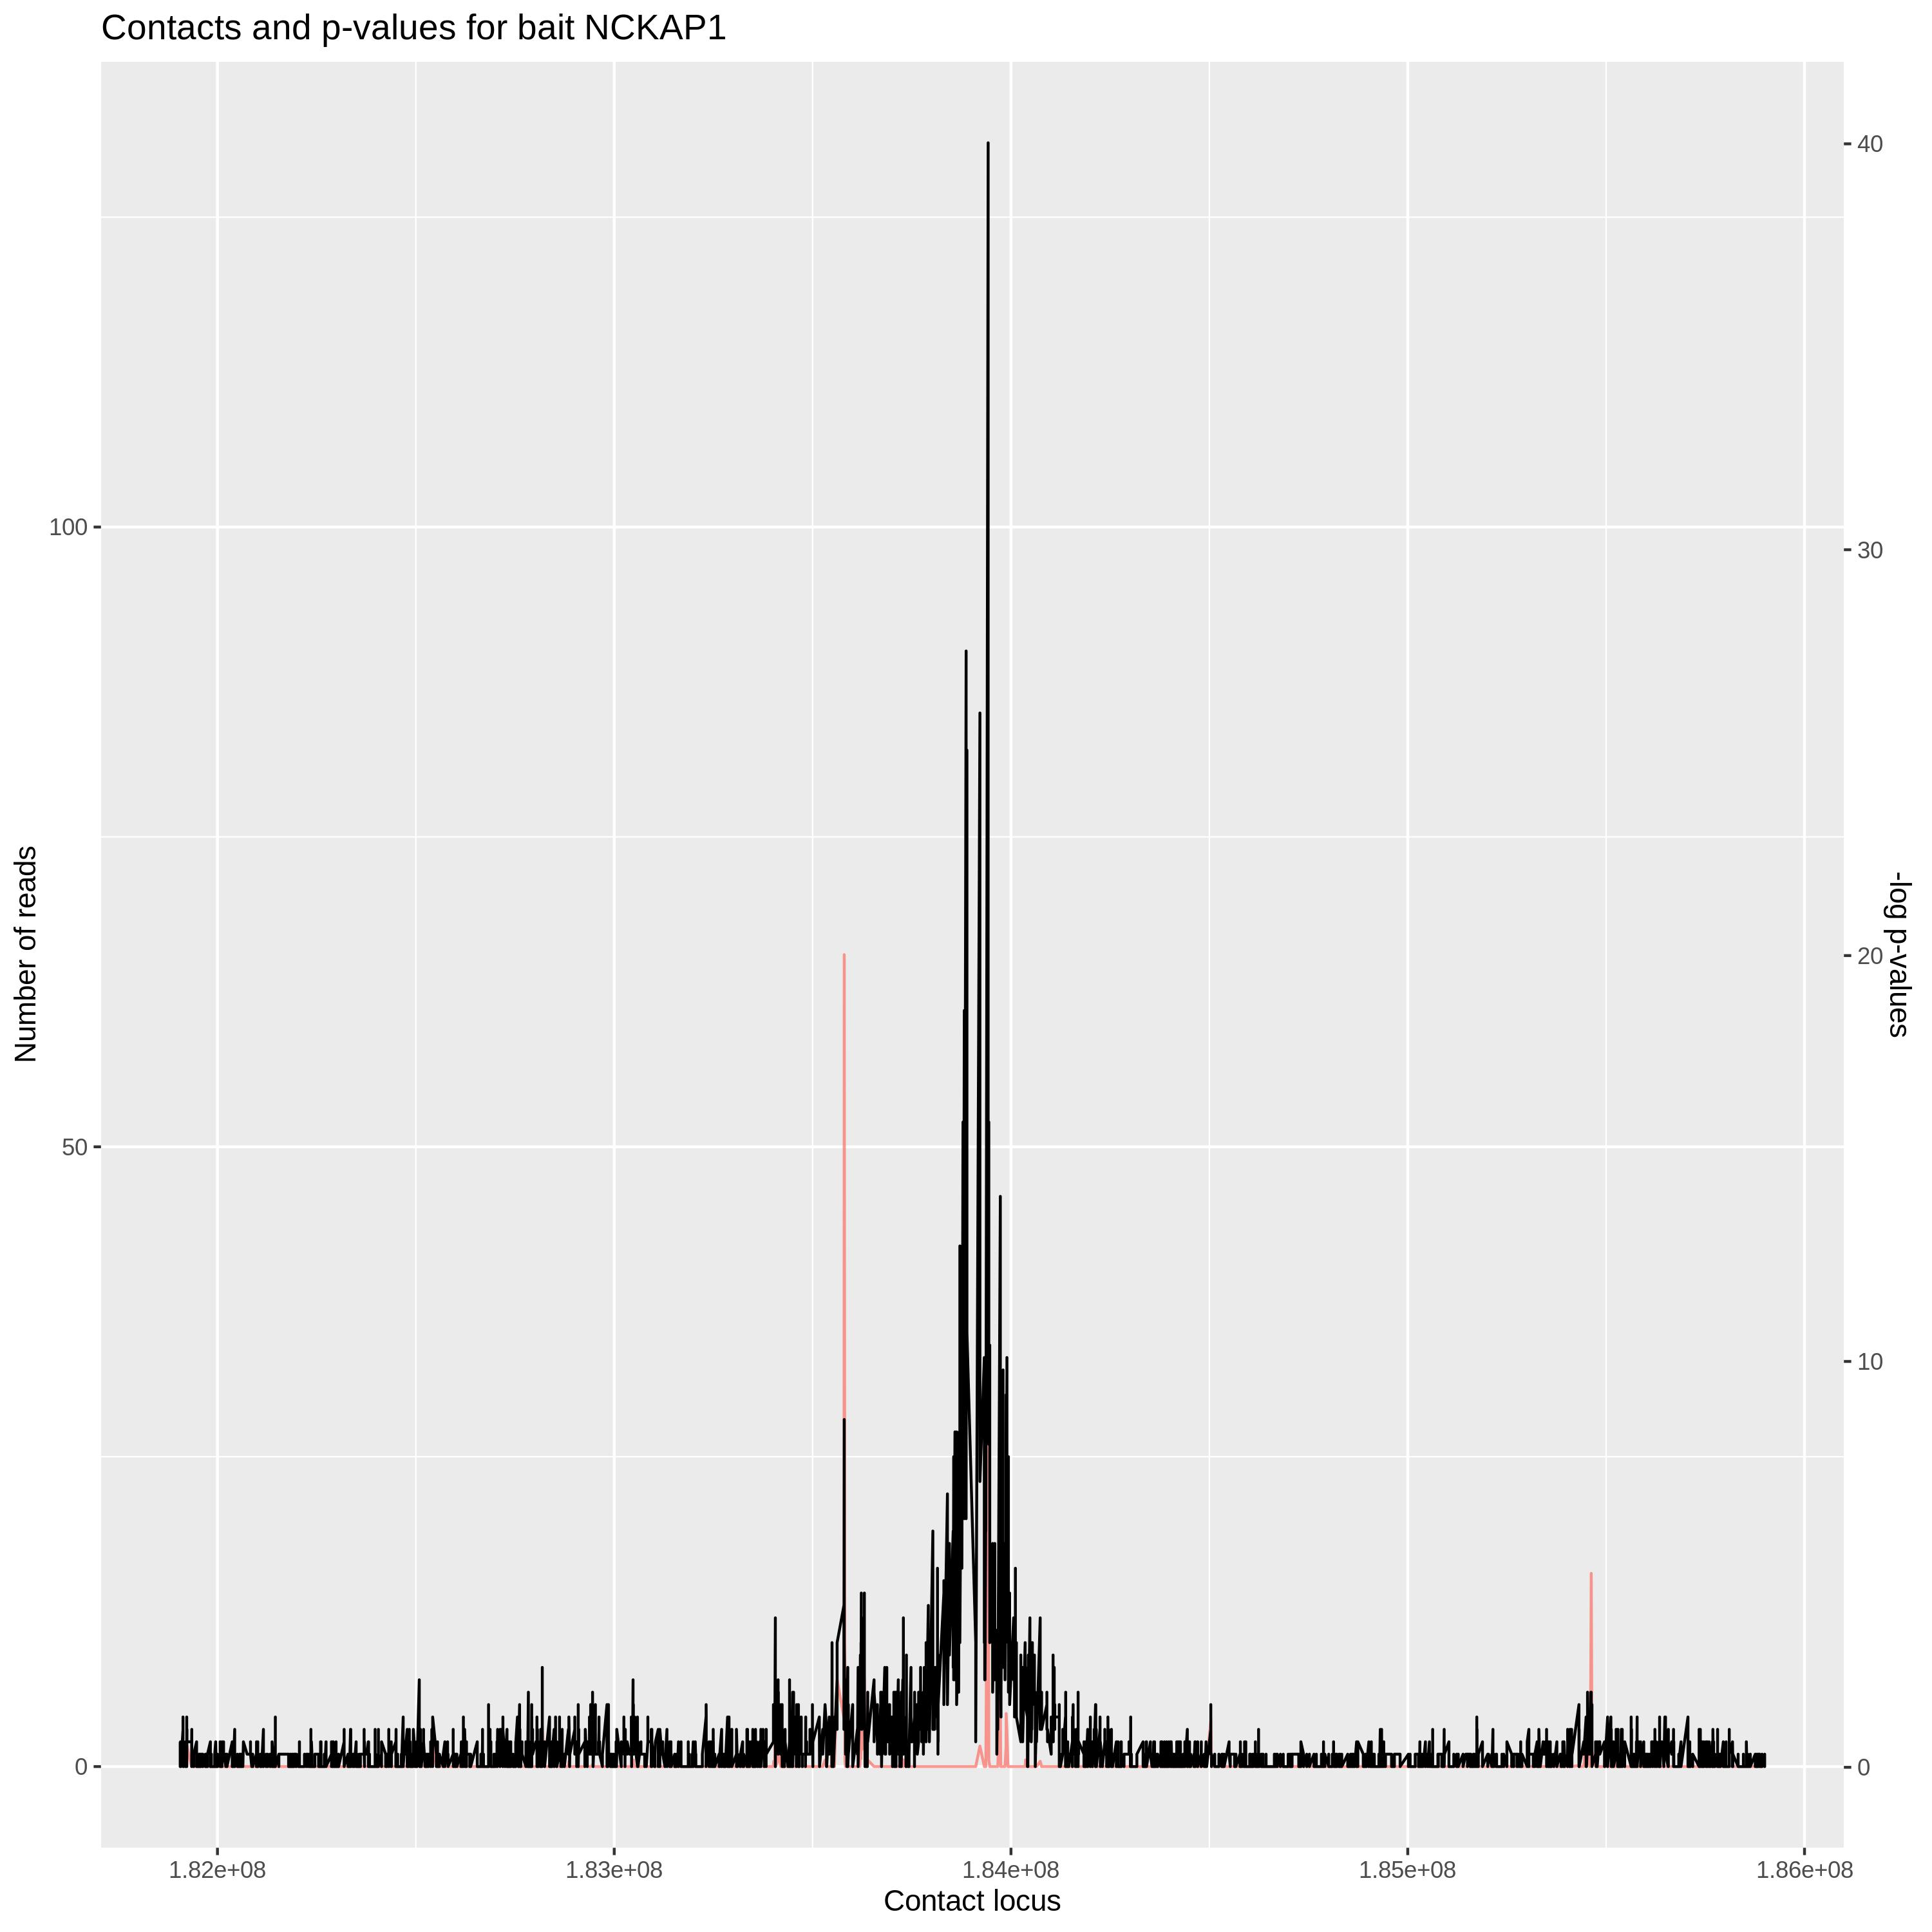 Contacts and p-values for bait NCKAP1
Number of reads
100
50
0
40
30
20
10
0
-log p-values
1.82e+08
1.83e+08
1.84e+08
1.85e+08
1.86e+08
Contact locus